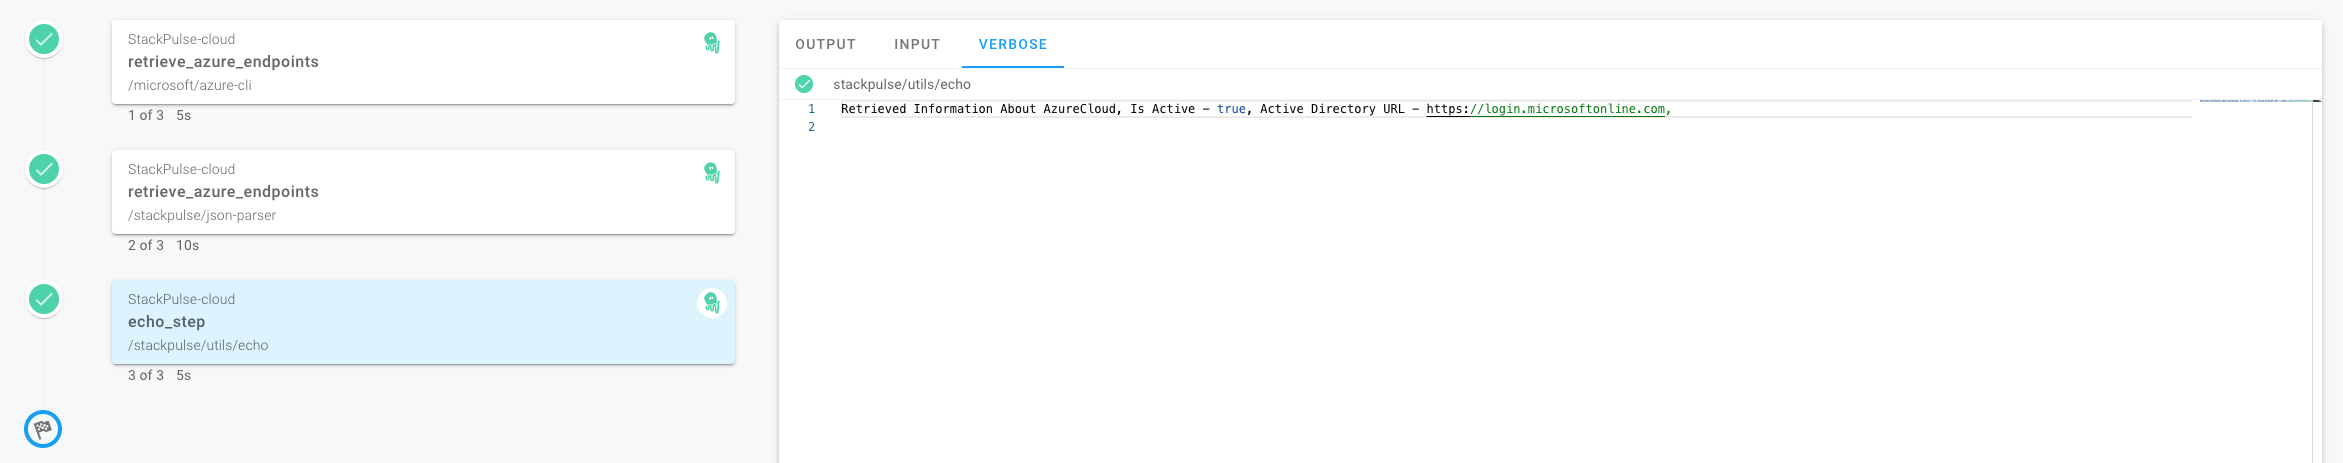 StackPulse-cloud
retrieve_azure_endpoints
/microsoft/azure-cli
1 of 3 5s
StackPulse-cloud
retrieve_azure_endpoints
/stackpulse/json-parser
2 of 3 10s
StackPulse-cloud
echo_step
/stackpulse/utils/echo
3 of 3 5s
OUTPUT INPUT VERBOSE
stackpulse/utils/echo
1 Retrieved Information About AzureCloud, Is Active - true, Active Directory URL - https://login.microsoftonline.com,
2